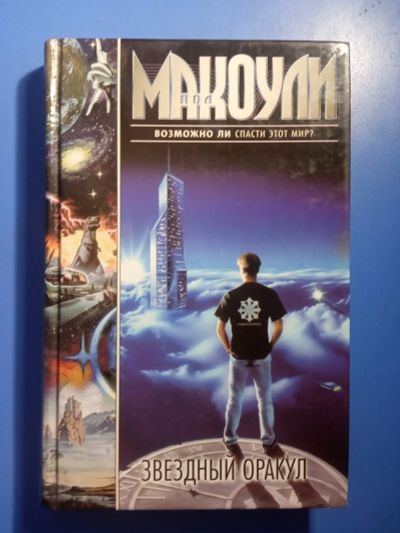 МАКОУЛИ
ПОЛ
ВОЗМОЖНО ЛИ СПАСТИ ЭТОТ МИР?
ЗВЕЗДНЫЙ ОРАКУЛ